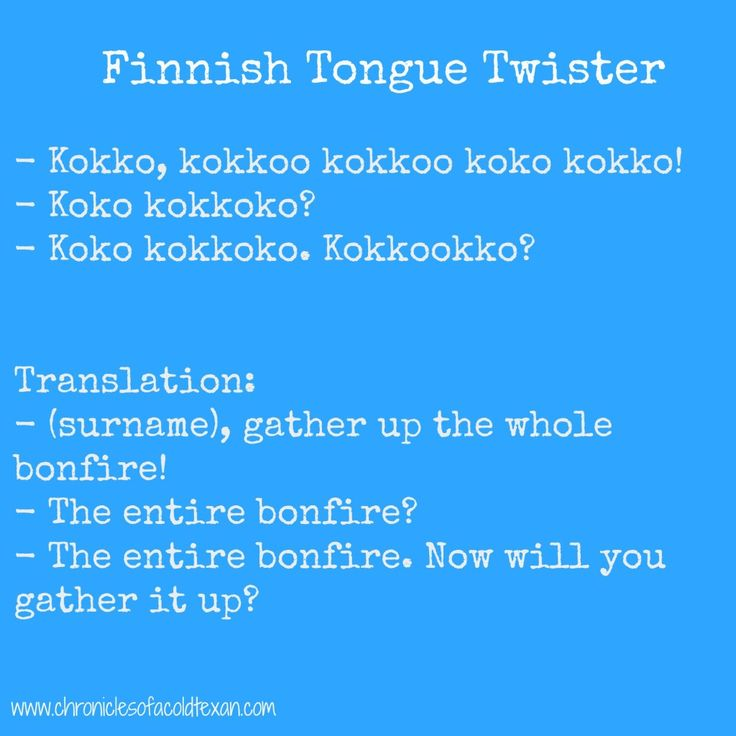 Finnish Tongue Twister
- Kokko, kokkoo kokkoo koko kokko!
- Koko kokkoko?
- Koko kokkoko. Kokkookko?
Translation:
- (surname), gather up the whole
bonfire!
- The entire bonfire?
- The entire bonfire. Now will you
gather it up?
www.chroniclesofacoldtexan.com